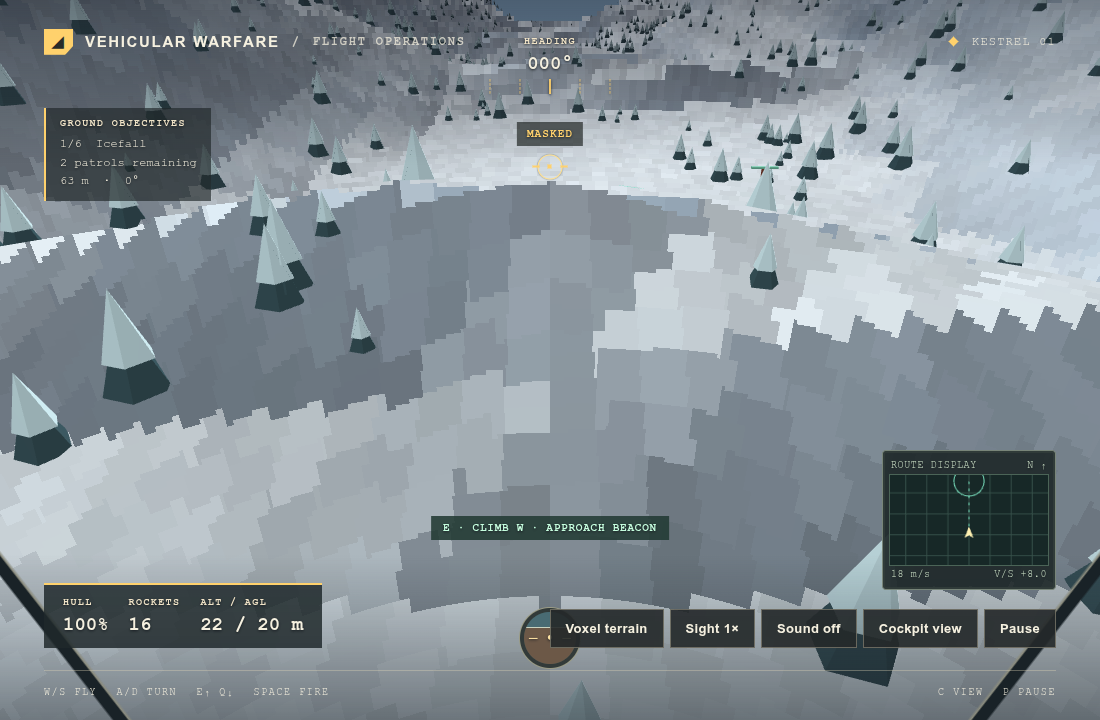 VEHICULAR WARFARE / FLIGHT OPERATIONS
HEADING
000°
KESTREL 01
MASKED
GROUND OBJECTIVES
1/6 Icefall
2 patrols remaining
63 m · 0°
E · CLIMB W · APPROACH BEACON
ROUTE DISPLAY N ↑
18 m/s V/S +8.0
HULL ROCKETS ALT / AGL
100% 16 22 / 20 m
Voxel terrain Sight 1× Sound off Cockpit view Pause
W/S FLY A/D TURN E↑ Q↓ SPACE FIRE
C VIEW P PAUSE